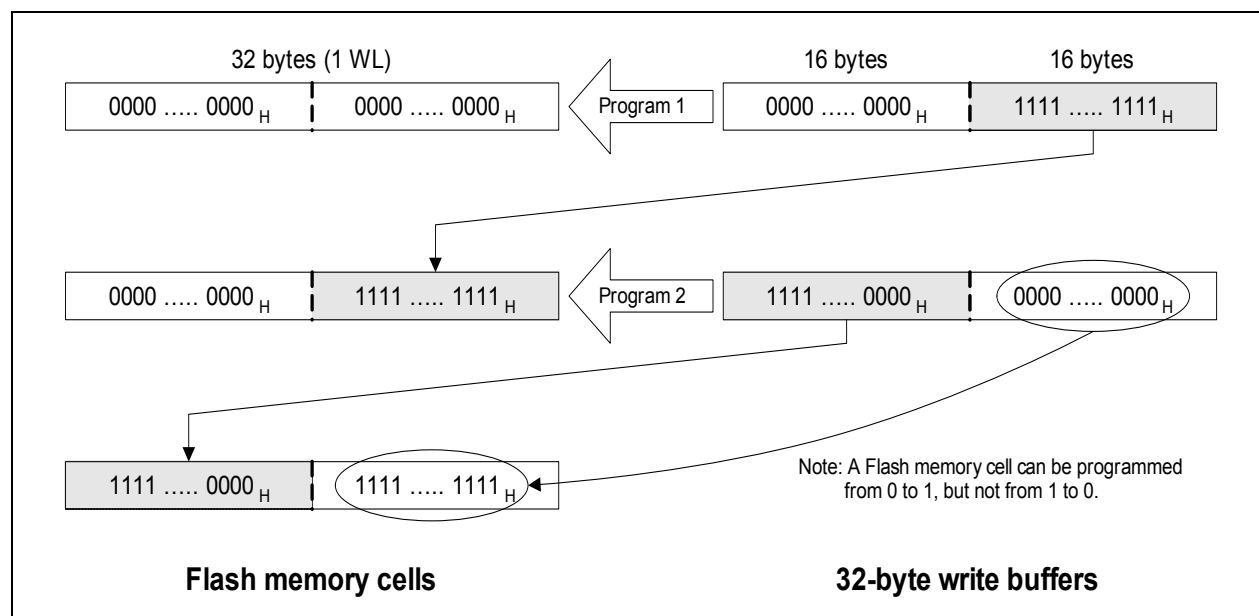 32 bytes (1 WL) 16 bytes 16 bytes
0000 ..... 0000 H 0000 ..... 0000 H Program 1 0000 ..... 0000 H 1111 ..... 1111 H
0000 ..... 0000 H 1111 ..... 1111 H Program 2 1111 ..... 0000 H 0000 ..... 0000 H
1111 ..... 0000 H 1111 ..... 1111 H
Note: A Flash memory cell can be programmed
from 0 to 1, but not from 1 to 0.
Flash memory cells 32-byte write buffers